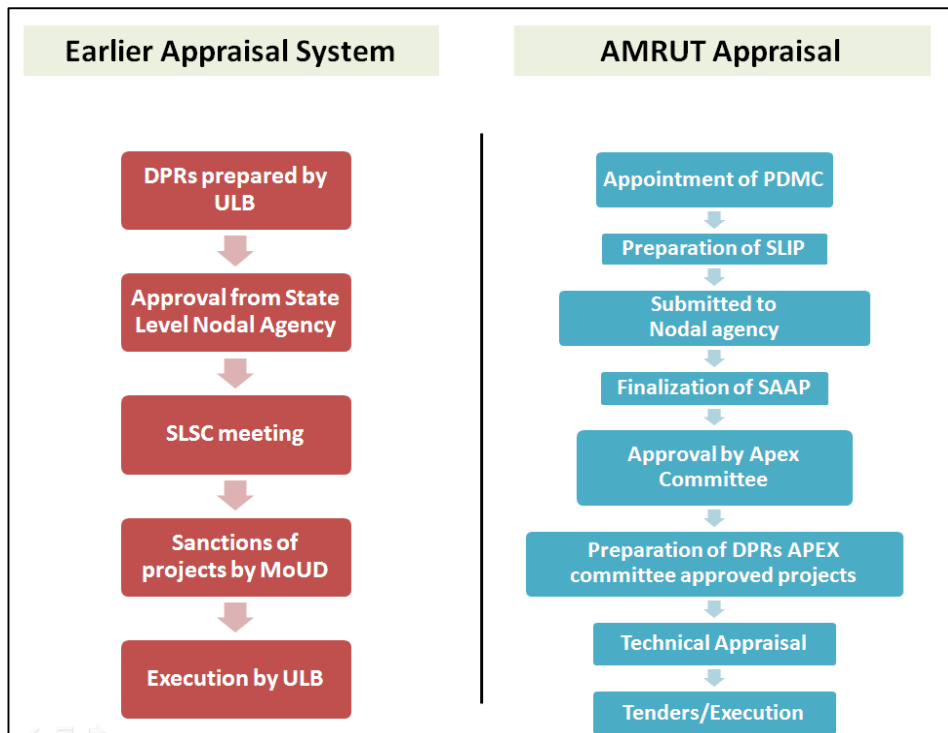 Earlier Appraisal System
DPRs prepared by
ULB
Approval from State
Level Nodal Agency
SLSC meeting
Sanctions of
projects by MoUD
Execution by ULB
AMRUT Appraisal
Appointment of PDMC
Preparation of SLIP
Submitted to
Nodal agency
Finalization of SAAP
Approval by Apex
Committee
Preparation of DPRs APEX
committee approved projects
Technical Appraisal
Tenders/Execution